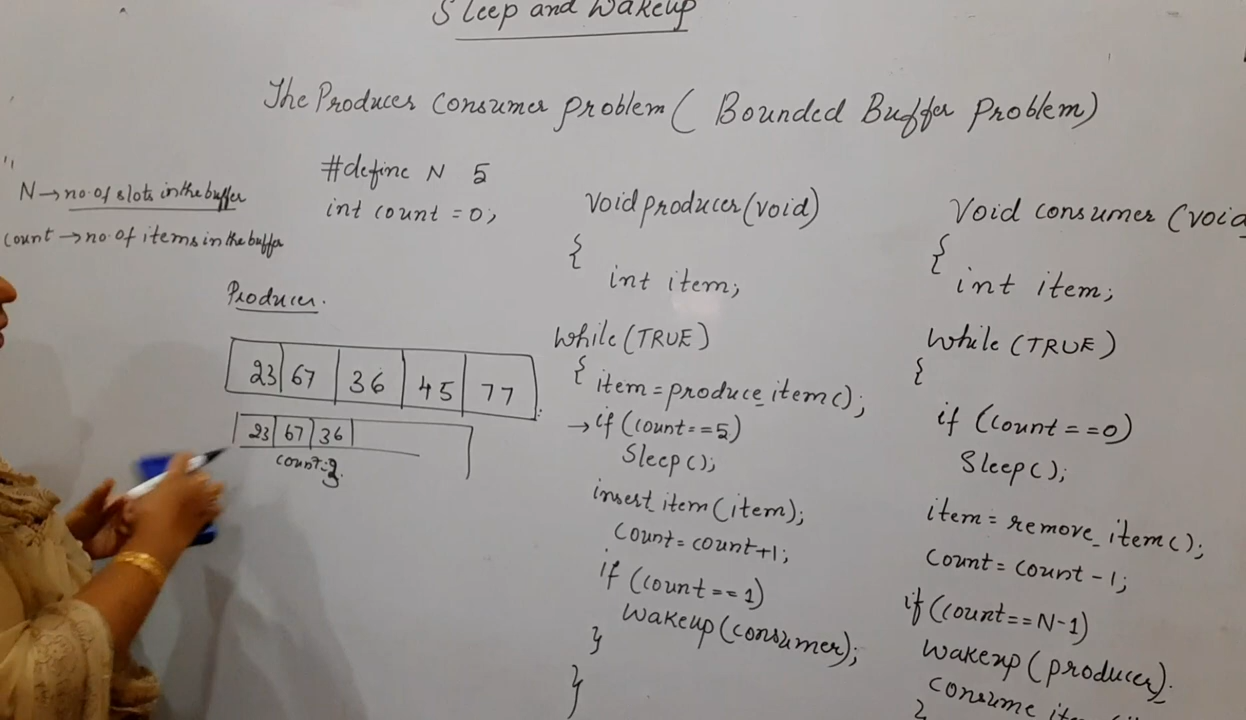 Sleep and Wakeup
The Producer Consumer problem ( Bounded Buffer Problem)
N→no.of slots in the buffer
count →no.of items in the buffer
#define N 5
int count =0;
Producer.
23 67 36 45 77
23 67 36
count=3
void producer(void)
{
int item;
while(TRUE)
{ item=produce_item();
→if (count==5)
Sleep();
insert_item(item);
count=count+1;
if (count==1)
wakeup(consumer);
}
}
Void consumer (void
{
int item;
while (TRUE)
{
if (count==0)
Sleep();
item=remove_item();
count=count-1;
if(count==N-1)
wakeup(producer).
consume
}